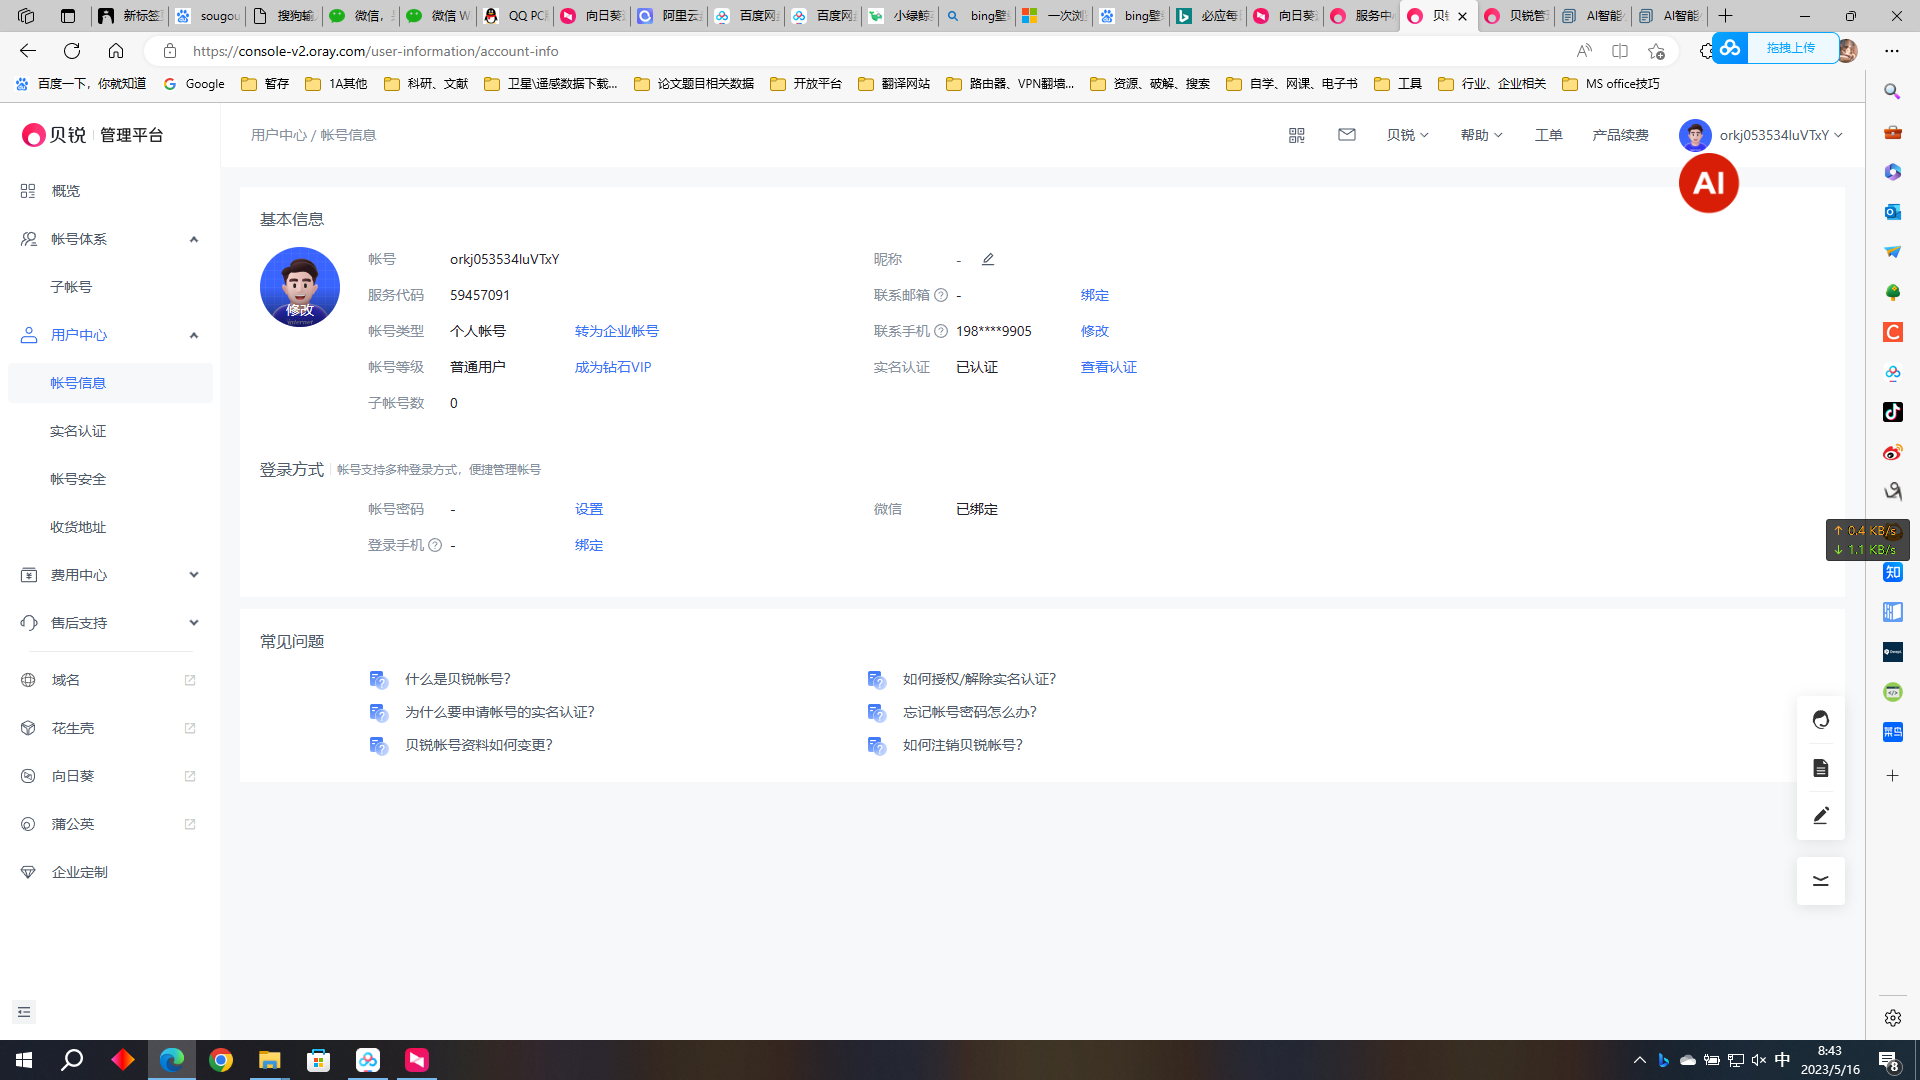 新标签
sogou
搜狗输
微信,
微信 W
QQ PC
向日葵
阿里云
百度网
百度网
小绿鲸
bing壁
一次浏
bing壁
必应每
向日葵
服务中
贝锐
贝锐管
AI智能
AI智能
https://console-v2.oray.com/user-information/account-info
拖拽上传
百度一下,你就知道
Google
暂存
1A其他
科研、文献
卫星\遥感数据下载...
论文题目相关数据
开放平台
翻译网站
路由器、VPN翻墙...
资源、破解、搜索
自学、网课、电子书
工具
行业、企业相关
MS office技巧
贝锐 管理平台
用户中心 / 帐号信息
贝锐
帮助
工单
产品续费
orkj053534luVTxY
AI
概览
帐号体系
子帐号
用户中心
帐号信息
实名认证
帐号安全
收货地址
费用中心
售后支持
域名
花生壳
向日葵
蒲公英
企业定制
基本信息
修改
帐号 orkj053534luVTxY
昵称 -
服务代码 59457091
联系邮箱 - 绑定
帐号类型 个人帐号 转为企业帐号
联系手机 198****9905 修改
帐号等级 普通用户 成为钻石VIP
实名认证 已认证 查看认证
子帐号数 0
登录方式 帐号支持多种登录方式,便捷管理帐号
帐号密码 - 设置
微信 已绑定
登录手机 - 绑定
常见问题
什么是贝锐帐号?
如何授权/解除实名认证?
为什么要申请帐号的实名认证?
忘记帐号密码怎么办?
贝锐帐号资料如何变更?
如何注销贝锐帐号?
↑ 0.4 KB/s
↓ 1.1 KB/s
知
菜鸟
中
8:43
2023/5/16
8